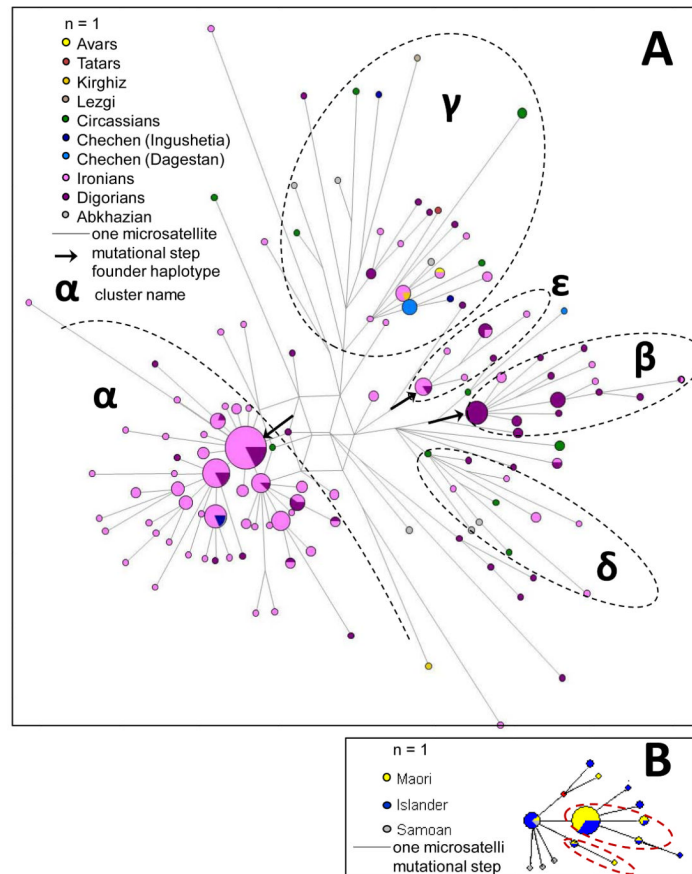 A
n = 1
Avars
Tatars
Kirghiz
Lezgi
Circassians
Chechen (Ingushetia)
Chechen (Dagestan)
Ironians
Digorians
Abkhazian
one microsatellite
mutational step
founder haplotype
α cluster name
γ
ε
β
α
δ
B
n = 1
Maori
Islander
Samoan
one microsatelli
mutational step